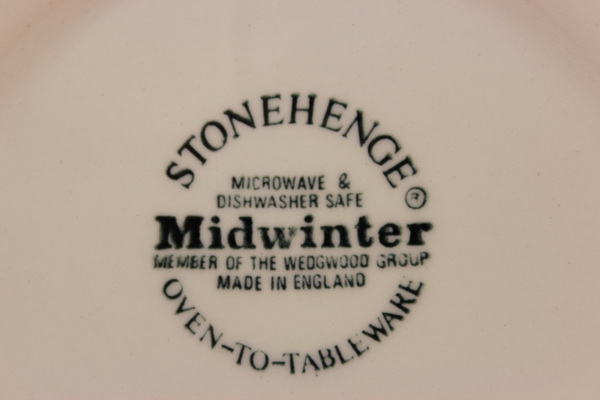 STONEHENGE ®
MICROWAVE &
DISHWASHER SAFE
Midwinter
MEMBER OF THE WEDGWOOD GROUP
MADE IN ENGLAND
OVEN-TO-TABLEWARE